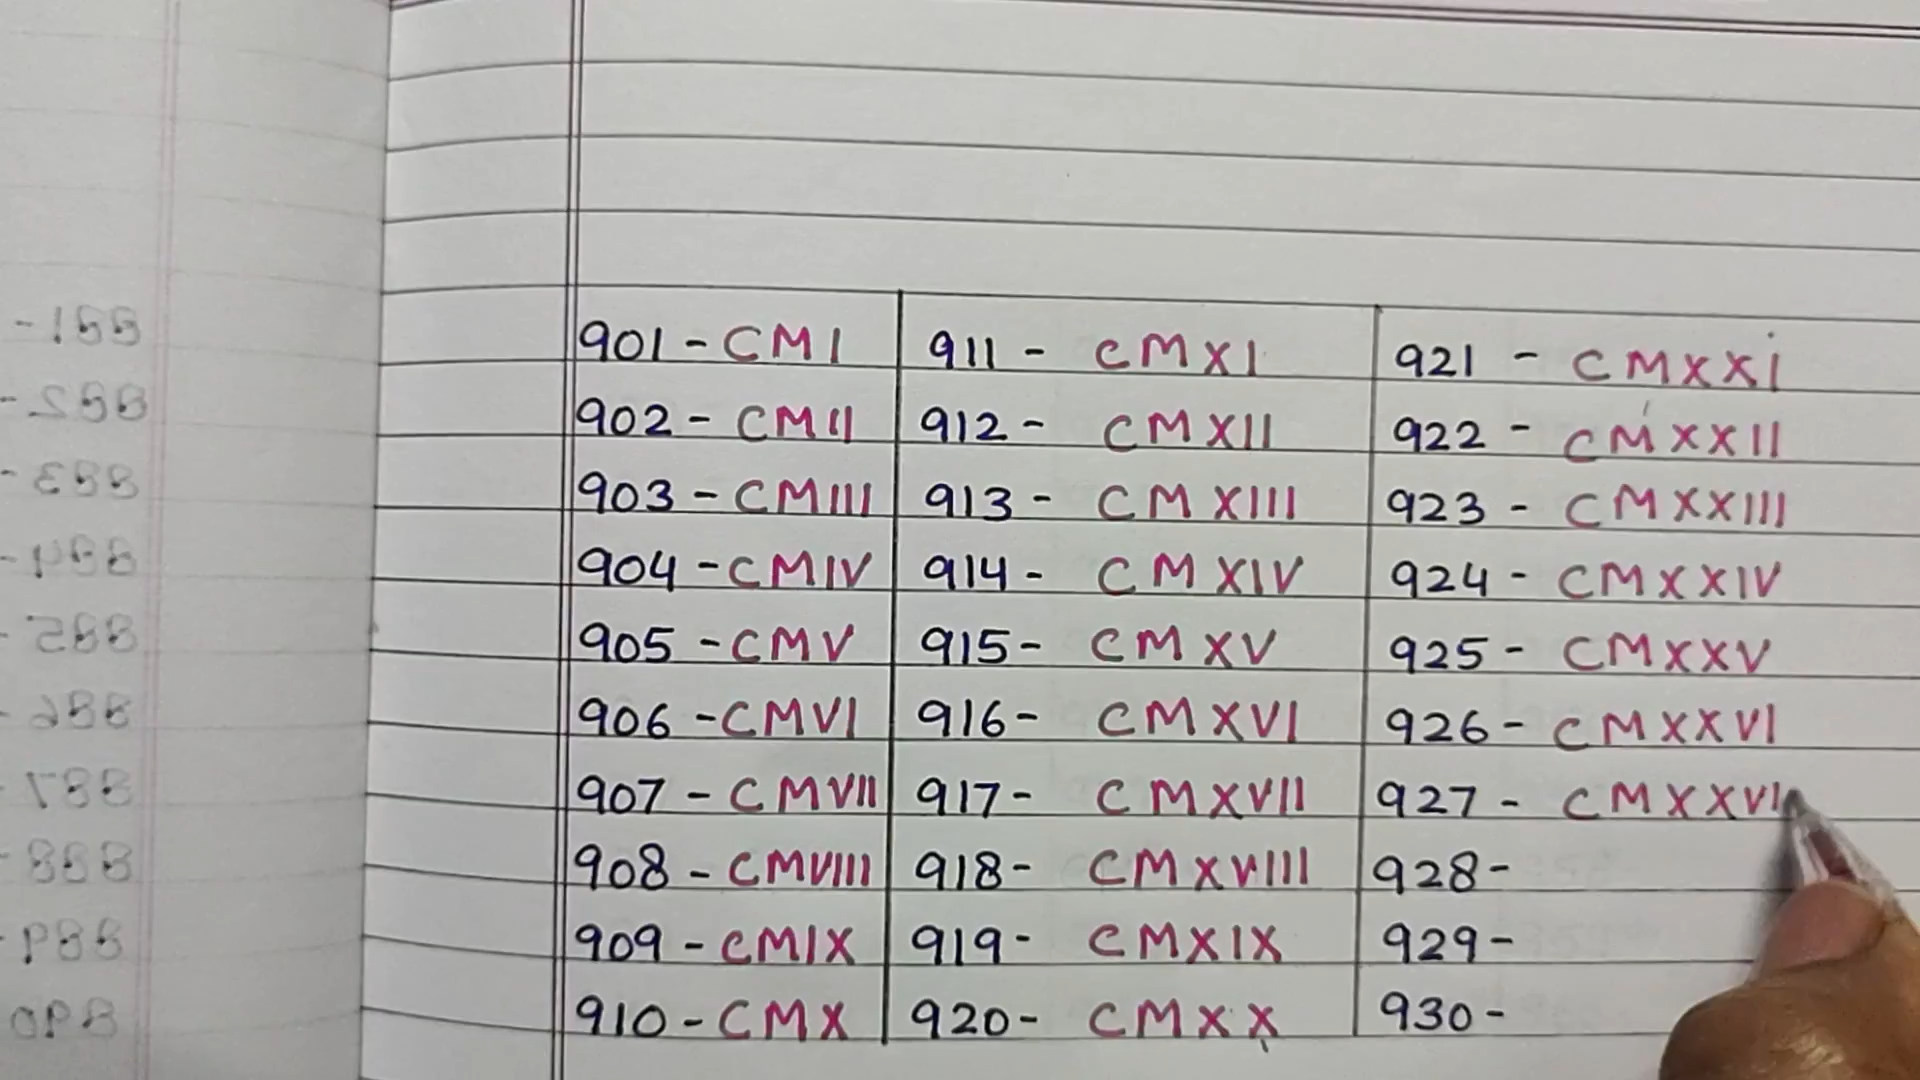 901 - CMI
902 - CMII
903 - CMIII
904 - CMIV
905 - CMV
906 - CMVI
907 - CMVII
908 - CMVIII
909 - CMIX
910 - CMX
911 - CMXI
912 - CMXII
913 - CMXIII
914 - CMXIV
915 - CMXV
916 - CMXVI
917 - CMXVII
918 - CMXVIII
919 - CMXIX
920 - CMXX
921 - CMXXI
922 - CMXXII
923 - CMXXIII
924 - CMXXIV
925 - CMXXV
926 - CMXXVI
927 -
928 -
929 -
930 -